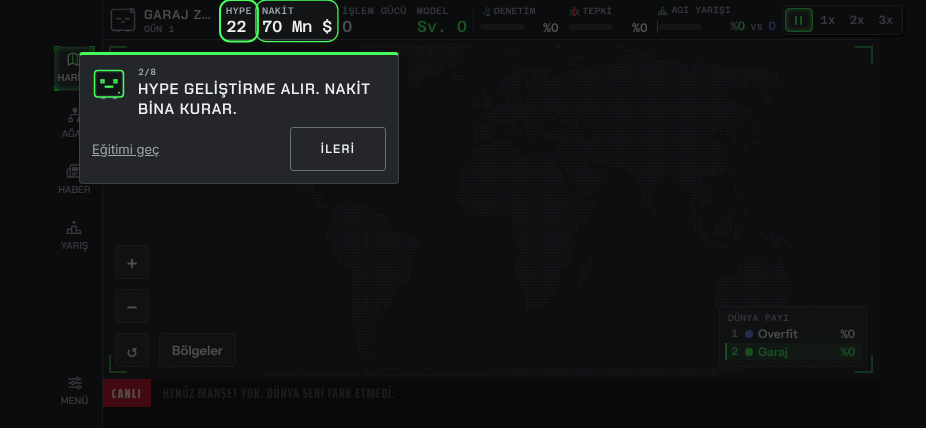 GARAJ Z...
GÜN 1
HYPE
22
NAKİT
70 Mn $
İŞLEM GÜCÜ
0
MODEL
Sv. 0
DENETİM
%0
TEPKİ
%0
AGI YARIŞI
%0 vs 0
1x
2x
3x
2/8
HYPE GELİŞTİRME ALIR. NAKİT
BİNA KURAR.
Eğitimi geç
İLERİ
HABER
YARIŞ
MENÜ
+
−
↺
Bölgeler
DÜNYA PAYI
1 Overfit %0
2 Garaj %0
CANLI
HENÜZ MANŞET YOK. DÜNYA SENİ FARK ETMEDİ.